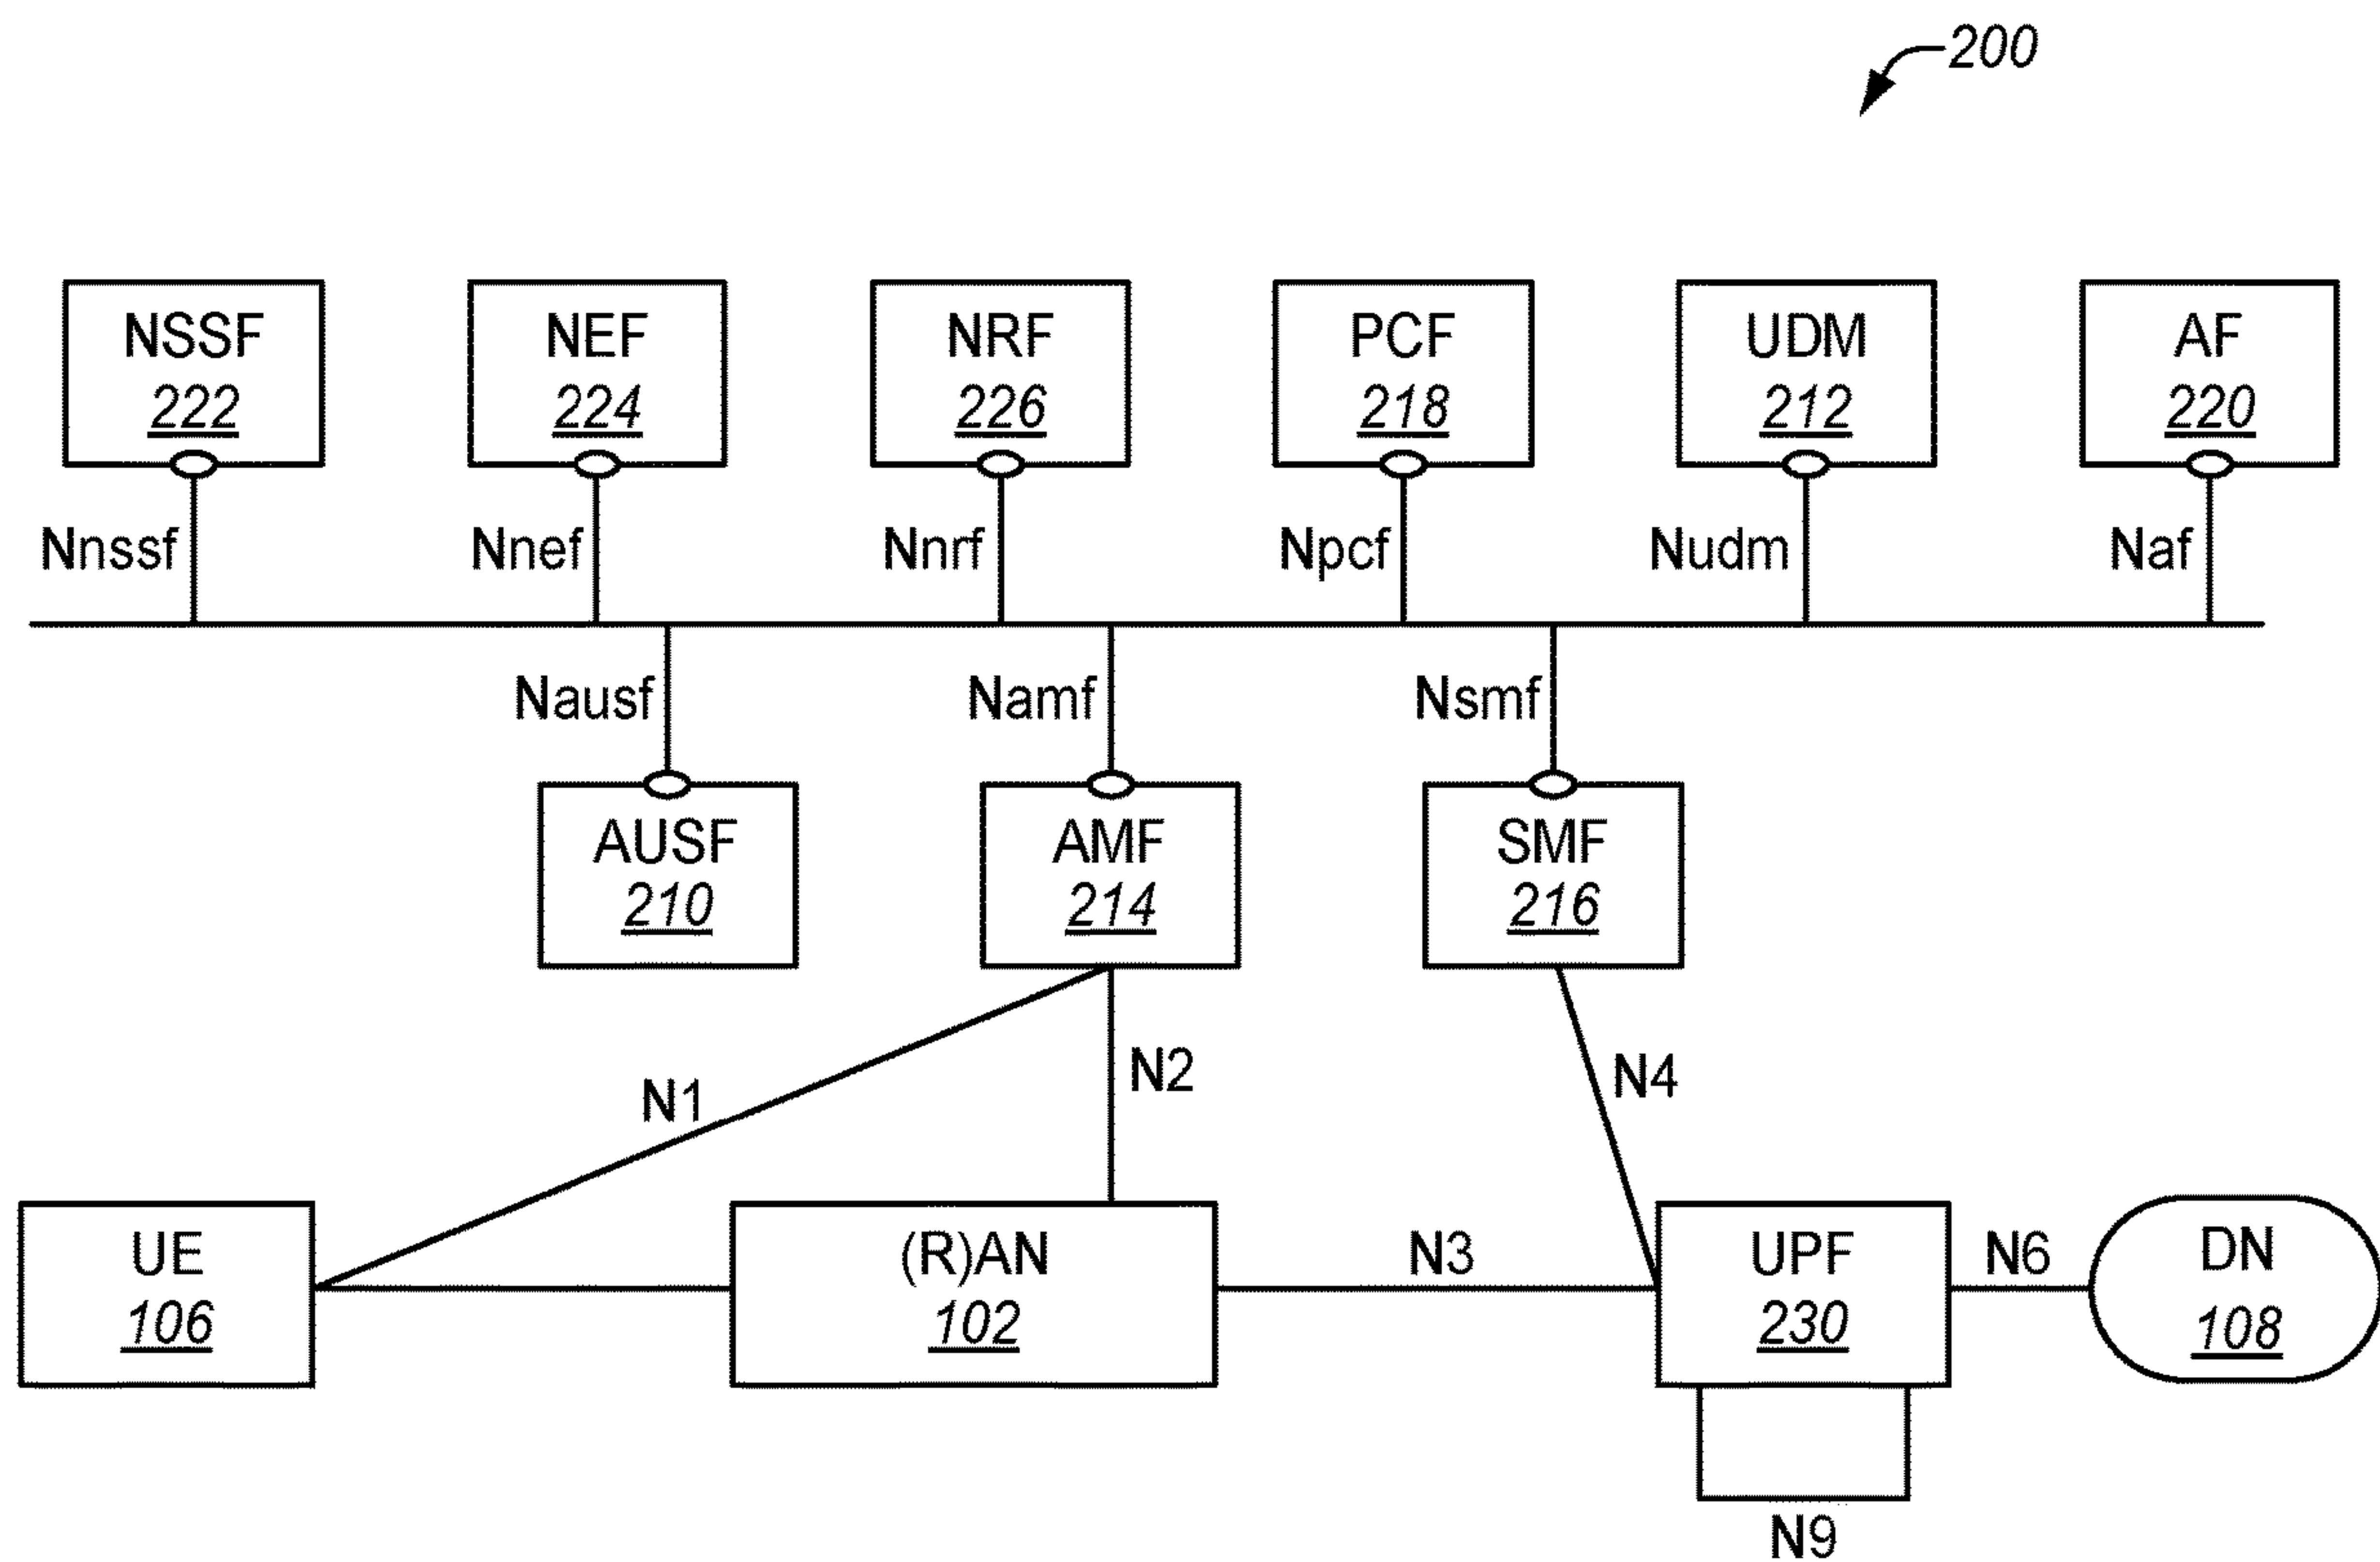 200
NSSF
222
NEF
224
NRF
226
PCF
218
UDM
212
AF
220
Nnssf
Nnef
Nnrf
Npcf
Nudm
Naf
Nausf
Namf
Nsmf
AUSF
210
AMF
214
SMF
216
N1
N2
N4
UE
106
(R)AN
102
N3
UPF
230
N6
DN
108
N9